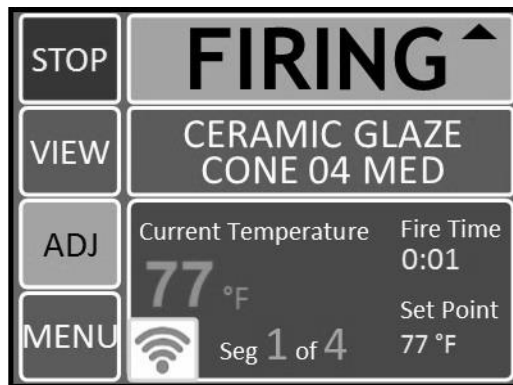 STOP
FIRING
VIEW
CERAMIC GLAZE
CONE 04 MED
ADJ
Current Temperature
77 °F
Fire Time
0:01
Set Point
77 °F
MENU
Seg 1 of 4